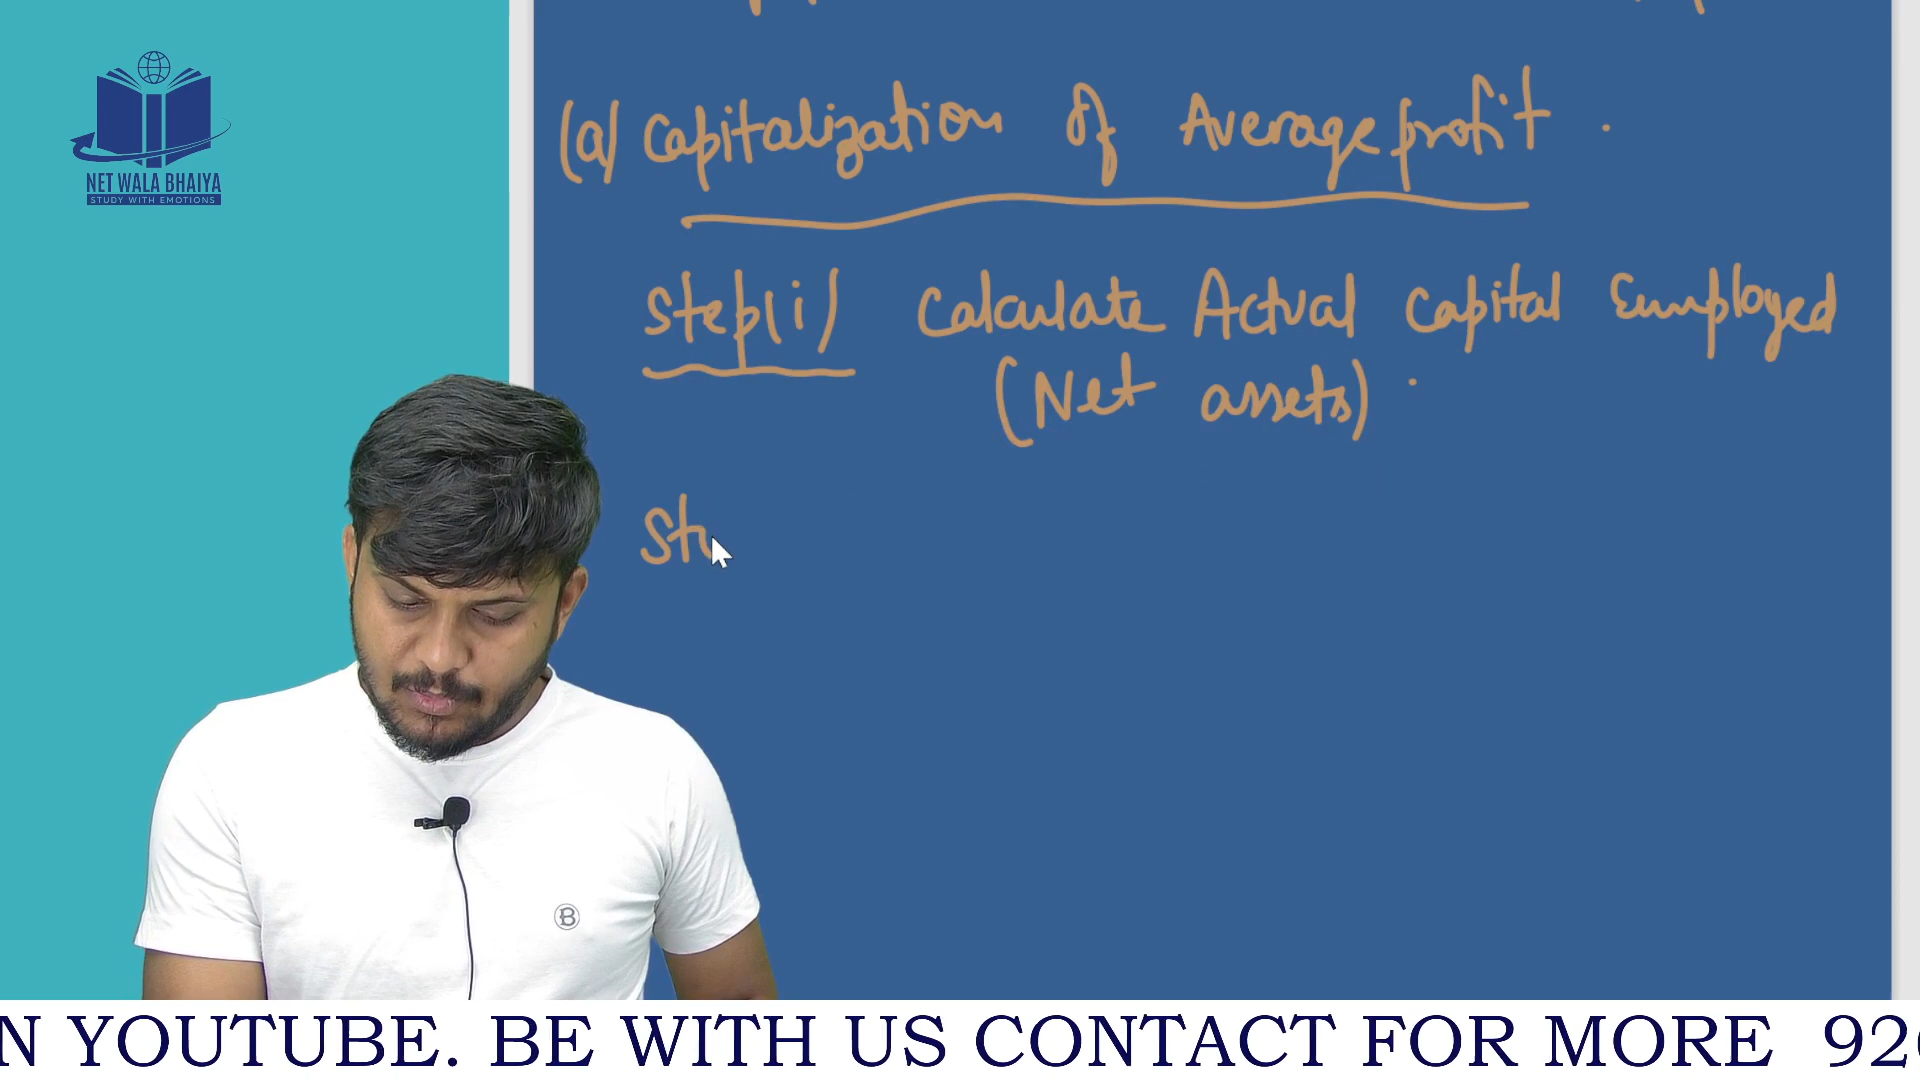 NET WALA BHAIYA
STUDY WITH EMOTIONS
(a) Capitalization of Average profit .
Step(i) Calculate Actual Capital Employed
(Net assets) .
Ste
B
N YOUTUBE. BE WITH US CONTACT FOR MORE 92